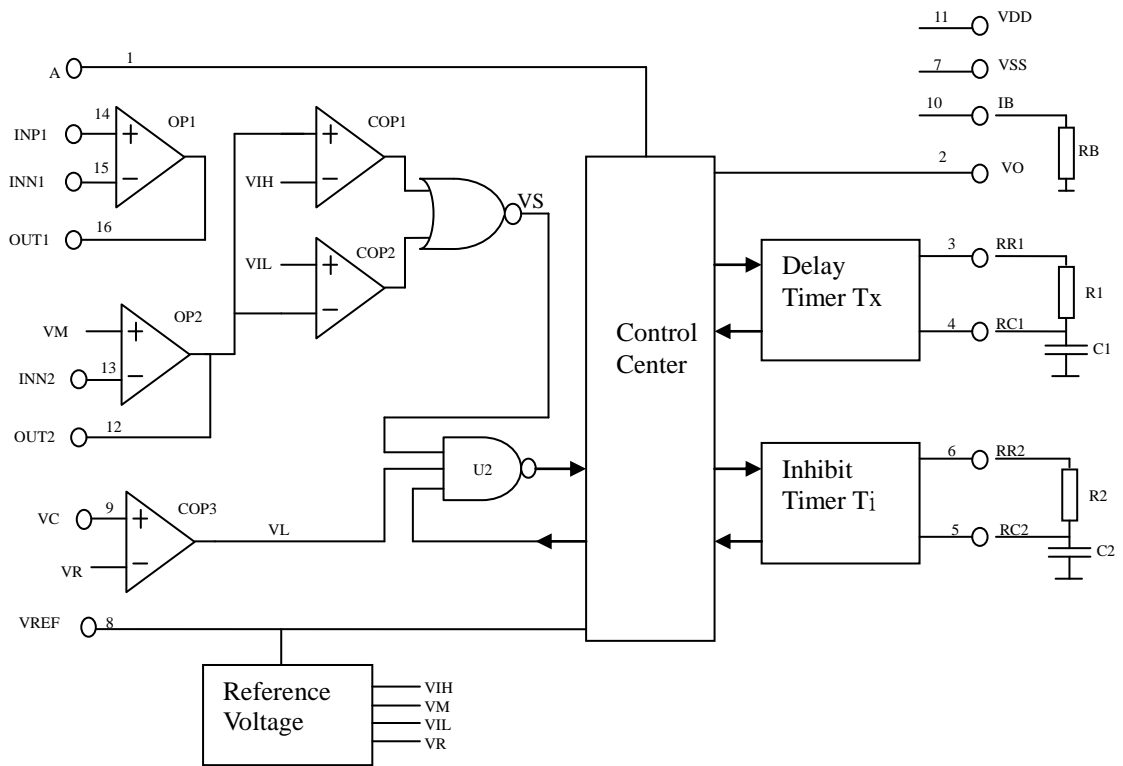 11 VDD
A 1
7 VSS
10 IB
RB
14 OP1
INP1 +
15
INN1 −
16
OUT1
COP1
+
VIH −
2 VO
VS
COP2
VIL +
−
Delay
Timer Tx
3 RR1
R1
4 RC1
C1
Control
Center
OP2
VM +
13
INN2 −
12
OUT2
U2
Inhibit
Timer Ti
6 RR2
R2
5 RC2
C2
COP3
9
VC +
VL
VR −
VREF 8
Reference
Voltage
VIH
VM
VIL
VR